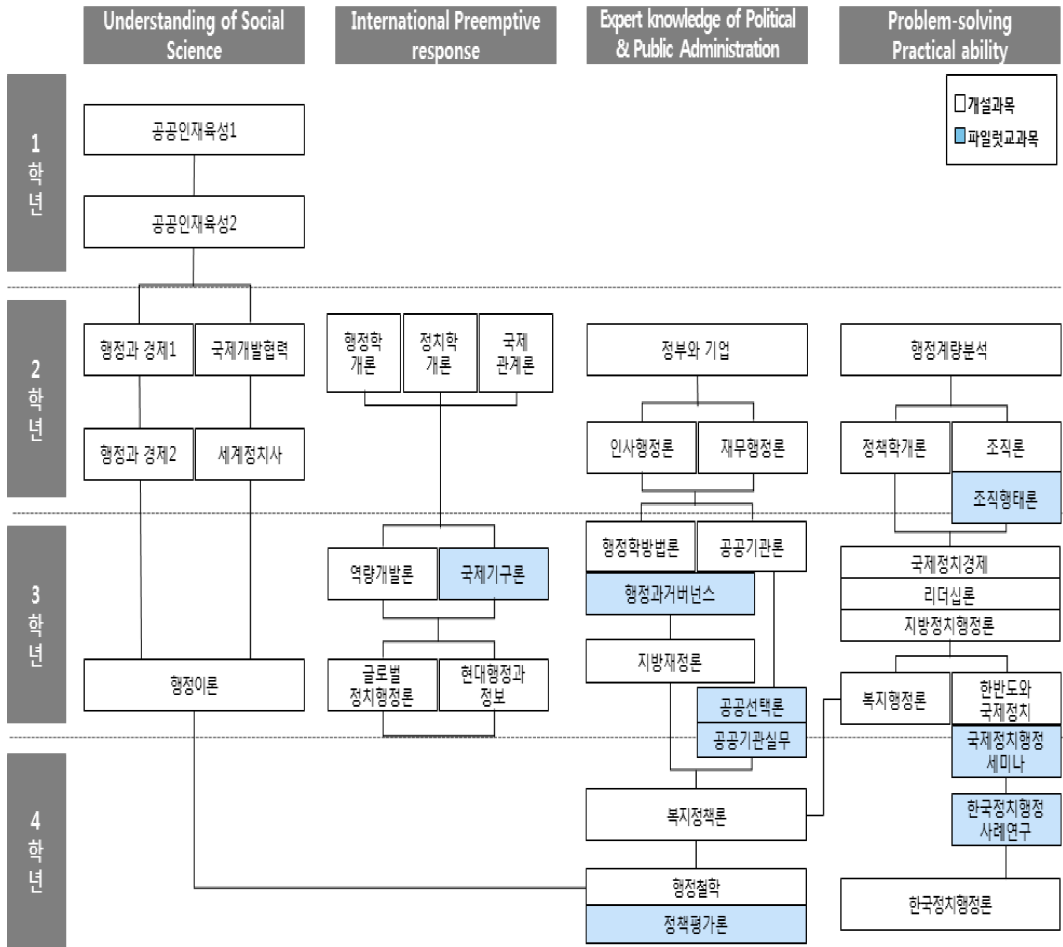 Understanding of Social
Science
International Preemptive
response
Expert knowledge of Political
& Public Administration
Problem-solving
Practical ability
개설과목
파일럿교과목
1
학
년
공공인재육성1
공공인재육성2
2
학
년
행정과 경제1
국제개발협력
행정학
개론
정치학
개론
국제
관계론
정부와 기업
행정계량분석
행정과 경제2
세계정치사
인사행정론
재무행정론
정책학개론
조직론
조직행태론
3
학
년
역량개발론
국제기구론
행정학방법론
공공기관론
행정과거버넌스
국제정치경제
리더십론
지방정치행정론
행정이론
글로벌
정치행정론
현대행정과
정보
지방재정론
공공선택론
공공기관실무
복지행정론
한반도와
국제정치
국제정치행정
세미나
4
학
년
복지정책론
한국정치행정
사례연구
행정철학
정책평가론
한국정치행정론